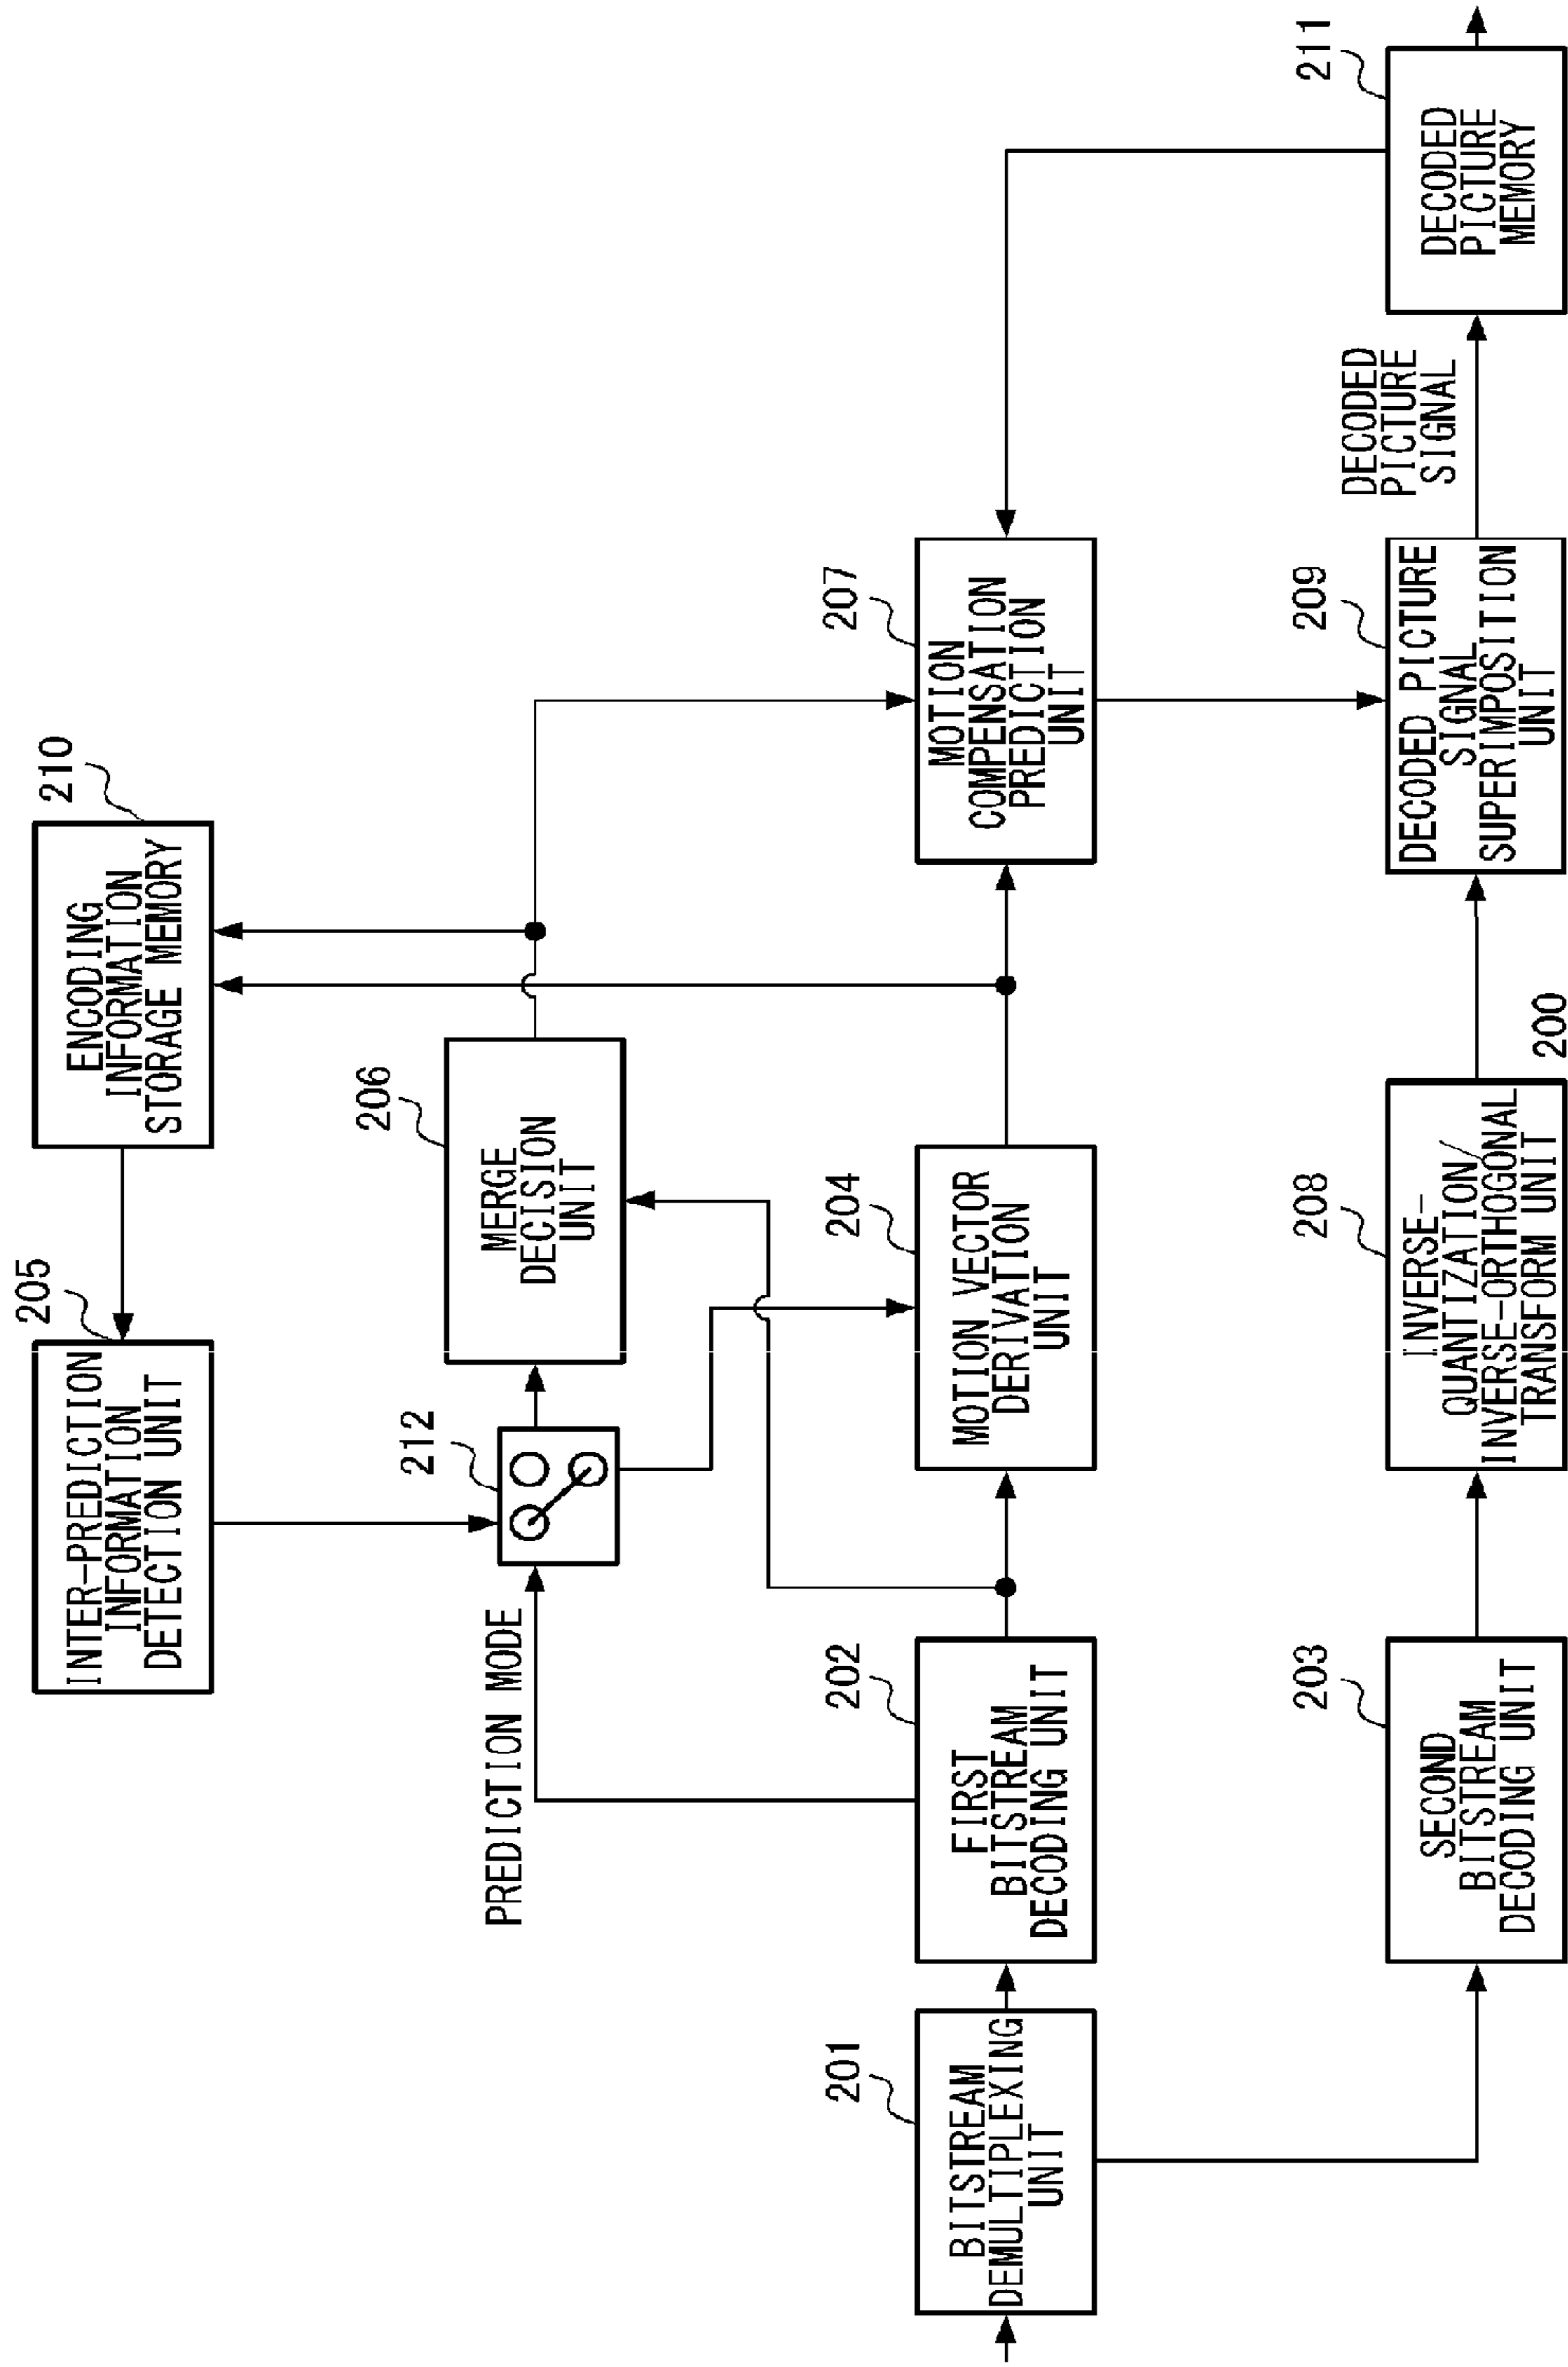 210
ENCODING
INFORMATION
STORAGE MEMORY
205
INTER-PREDICTION
INFORMATION
DETECTION UNIT
206
MERGE
DECISION
UNIT
212
PREDICTION MODE
207
MOTION
COMPENSATION
PREDICTION
UNIT
204
MOTION VECTOR
DERIVATION
UNIT
202
FIRST
BITSTREAM
DECODING UNIT
201
BITSTREAM
DEMULTIPLEXING
UNIT
203
SECOND
BITSTREAM
DECODING UNIT
208
INVERSE-
QUANTIZATION/
INVERSE-ORTHOGONAL
TRANSFORM UNIT
200
209
DECODED PICTURE
SIGNAL
SUPERIMPOSITION
UNIT
DECODED
PICTURE
SIGNAL
211
DECODED
PICTURE
MEMORY